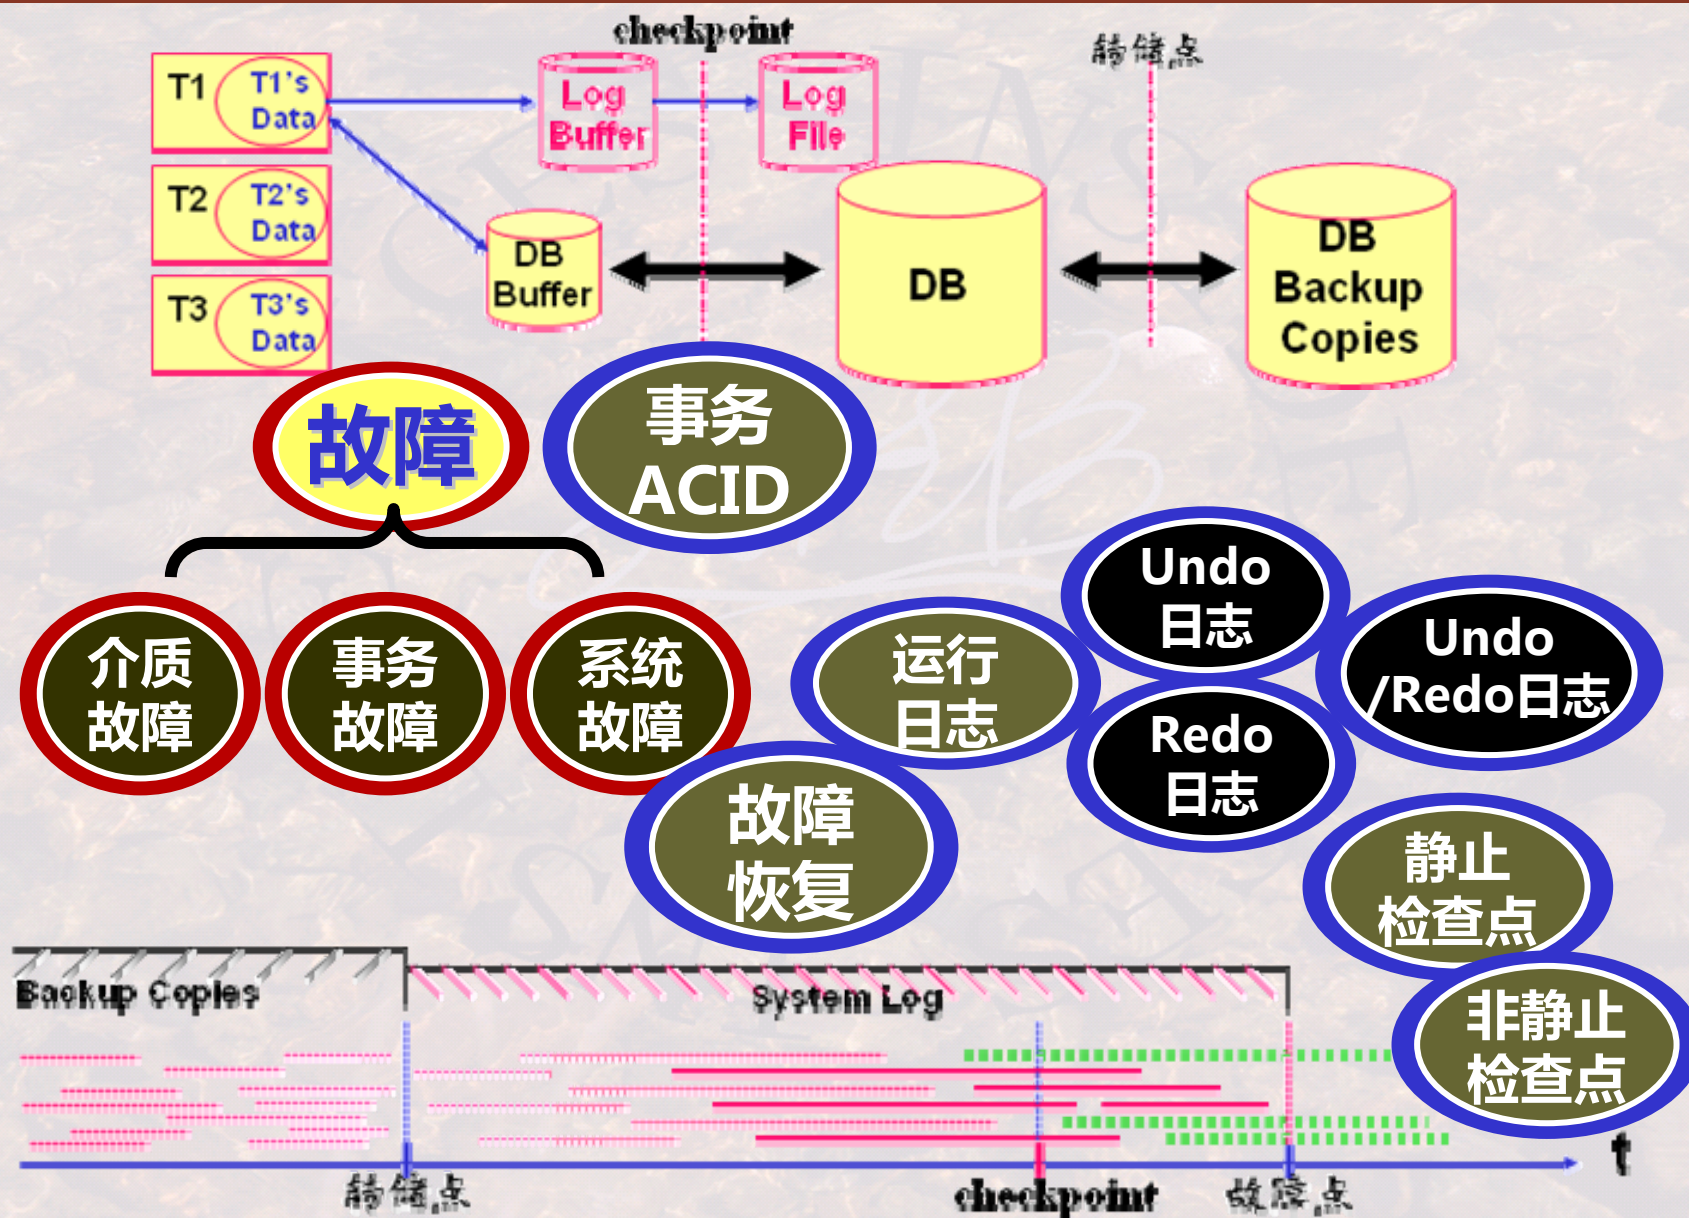 checkpoint
转储点
T1
T1's
Data
Log
Buffer
Log
File
T2
T2's
Data
DB
Buffer
DB
DB
Backup
Copies
T3
T3's
Data
故障
事务
ACID
介质
故障
事务
故障
系统
故障
运行
日志
Undo
日志
Redo
日志
Undo
/Redo日志
故障
恢复
静止
检查点
非静止
检查点
Backup Copies
System Log
t
转储点
checkpoint
故障点